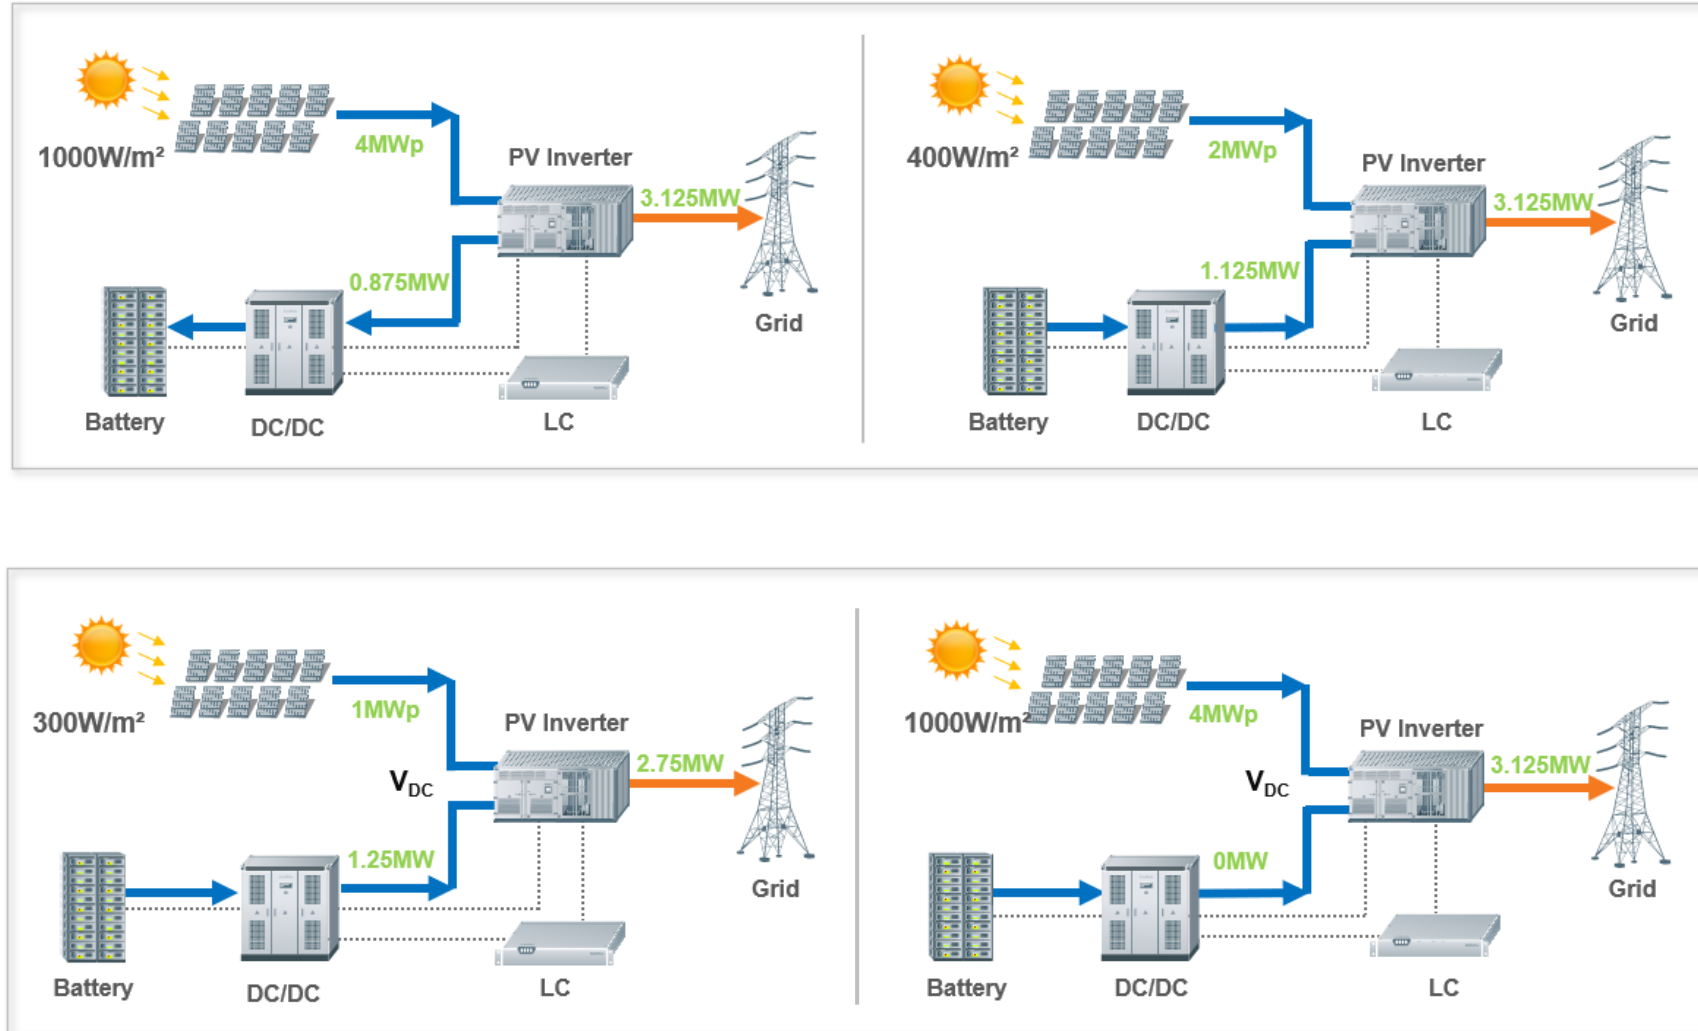 1000W/m²
4MWp
PV Inverter
3.125MW
0.875MW
Battery
DC/DC
LC
Grid
400W/m²
2MWp
PV Inverter
3.125MW
1.125MW
Battery
DC/DC
LC
Grid
300W/m²
1MWp
PV Inverter
2.75MW
VDC
1.25MW
Battery
DC/DC
LC
Grid
1000W/m²
4MWp
PV Inverter
3.125MW
VDC
0MW
Battery
DC/DC
LC
Grid